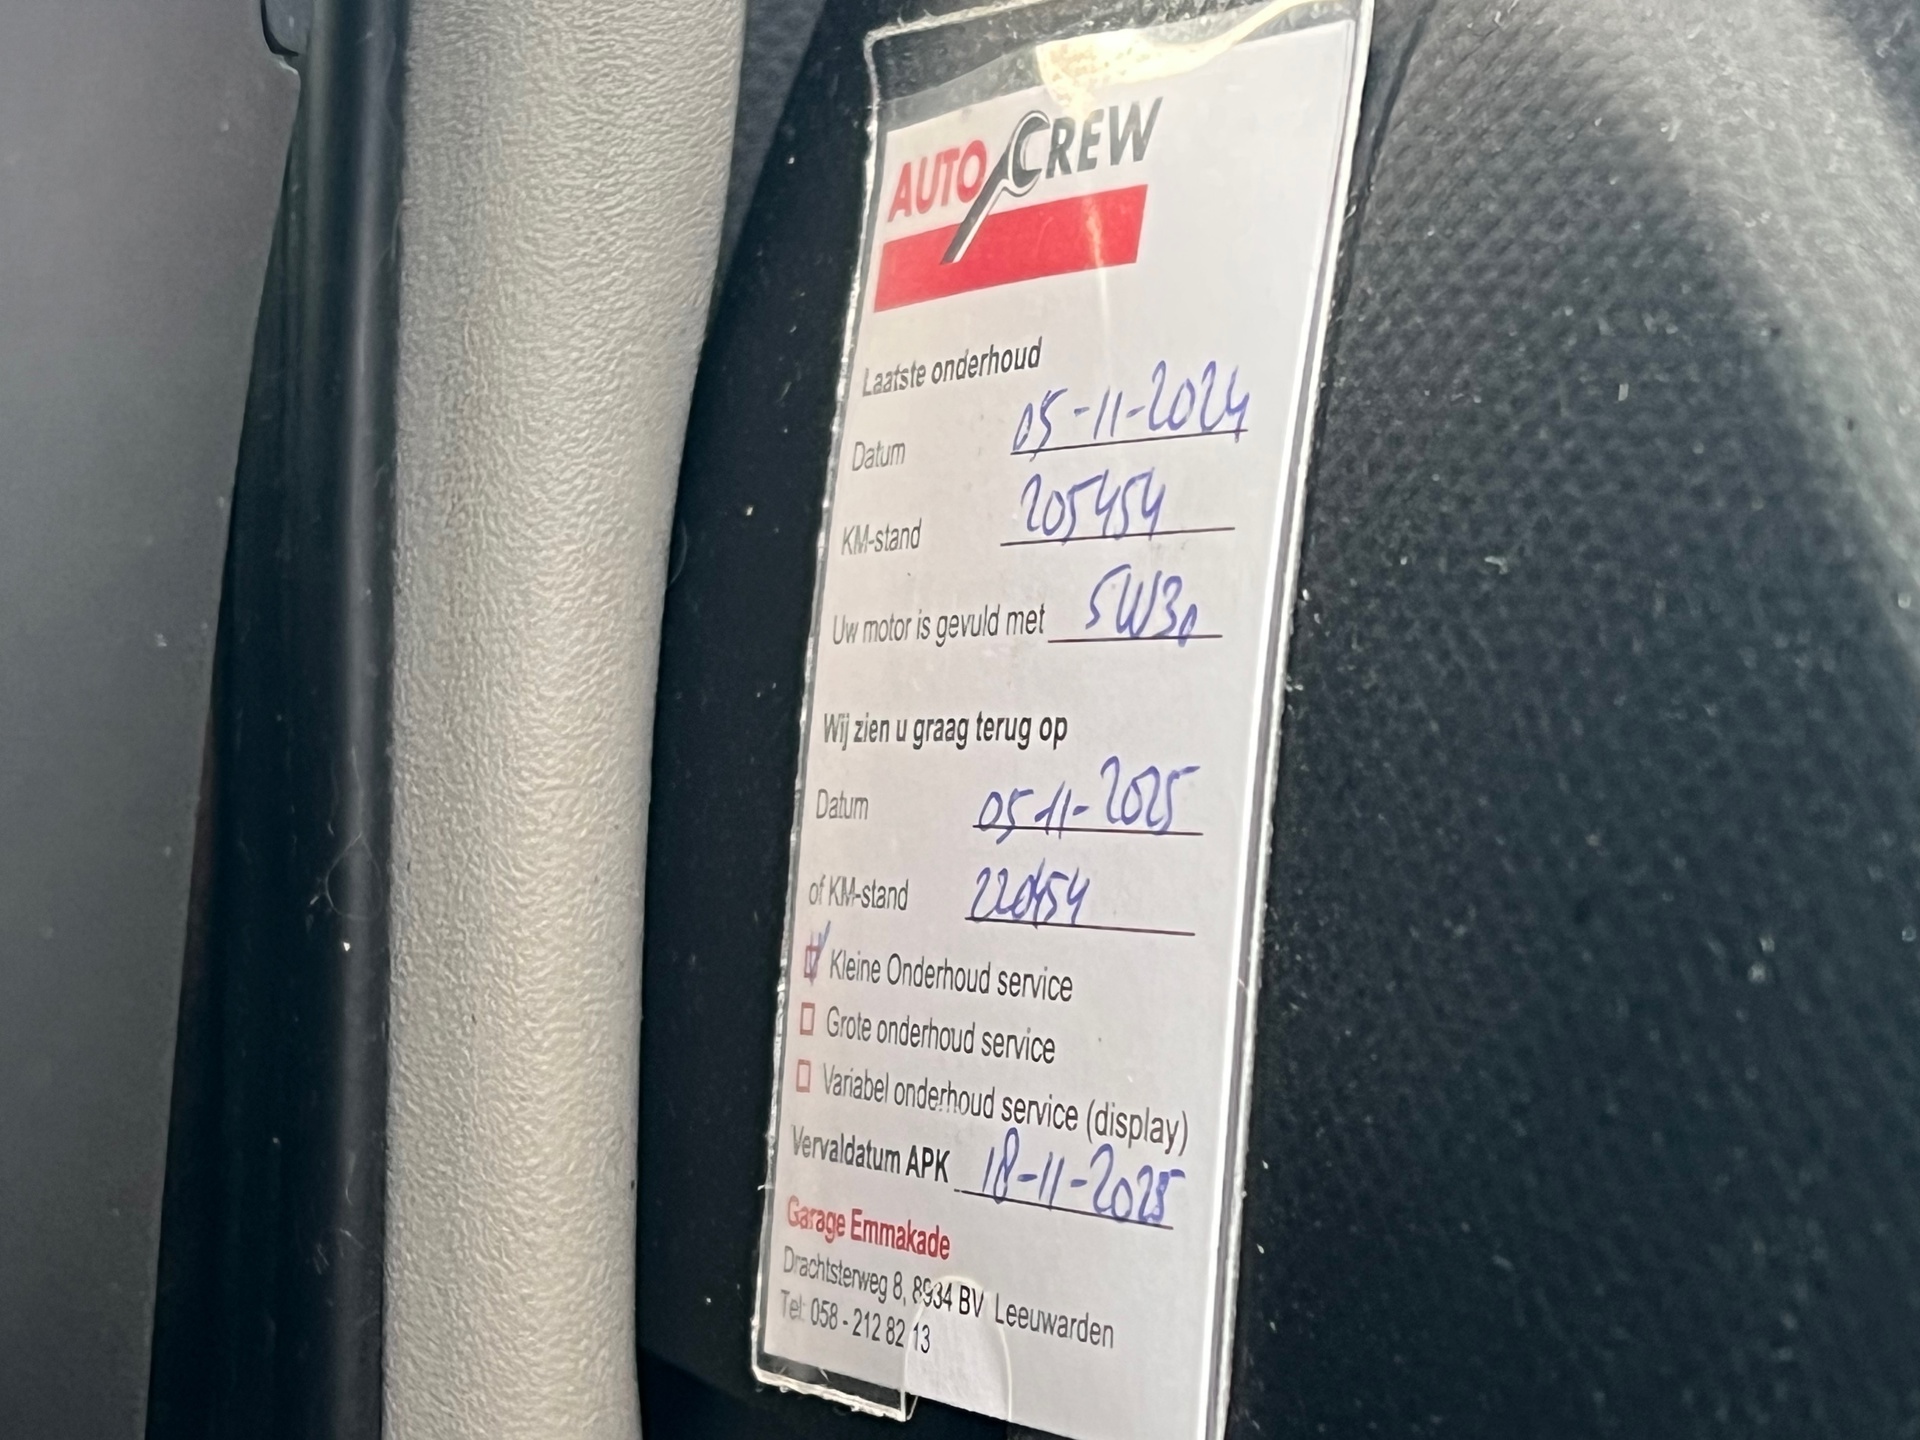 AUTO CREW
Laatste onderhoud
Datum 05-11-2024
KM-stand 205454
Uw motor is gevuld met 5W30
Wij zien u graag terug op
Datum 05-11-2025
of KM-stand 220454
Kleine Onderhoud service
Grote onderhoud service
Variabel onderhoud service (display)
Vervaldatum APK 18-11-2025
Garage Emmakade
Drachtsterweg 8, 8934 BV Leeuwarden
Tel: 058 - 212 82 13